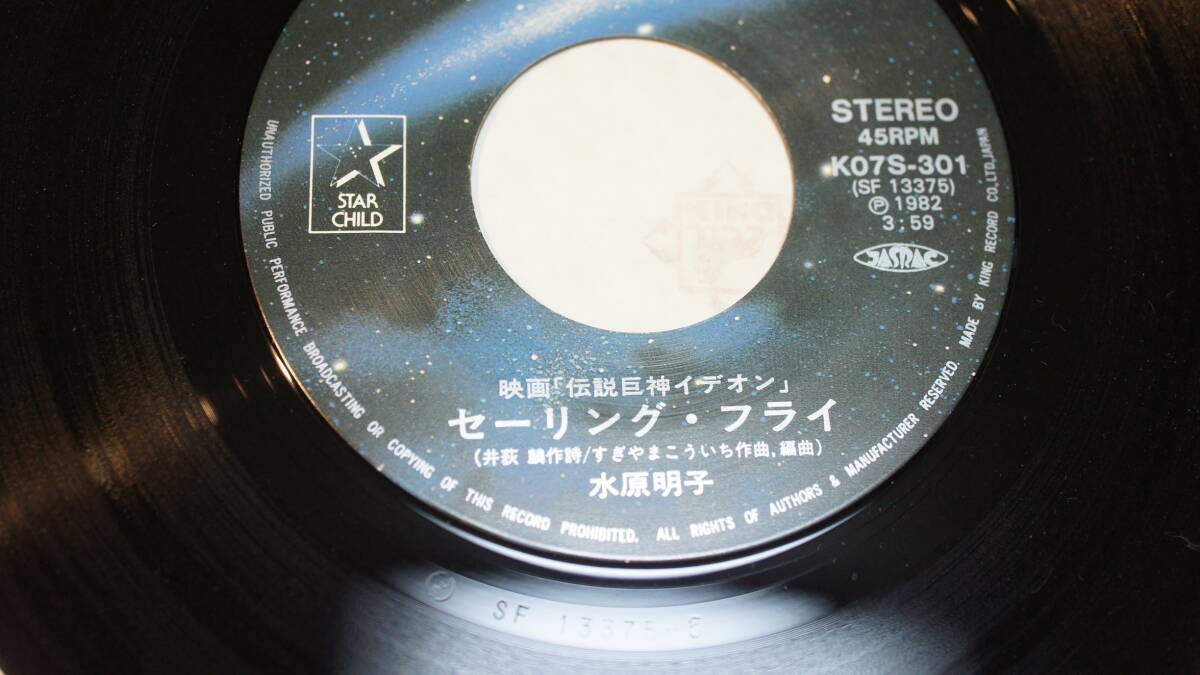 STAR
CHILD
STEREO
45RPM
K07S-301
(SF 13375)
Ⓟ1982
3:59
JASRAC
映画「伝説巨神イデオン」
セーリング・フライ
(井荻 麟作詩/すぎやまこういち作曲,編曲)
水原明子
UNAUTHORIZED PUBLIC PERFORMANCE BROADCASTING OR COPYING OF THIS RECORD PROHIBITED. ALL RIGHTS OF AUTHORS & MANUFACTURER RESERVED. MADE BY KING RECORD CO.,LTD,JAPAN
SF 13375-